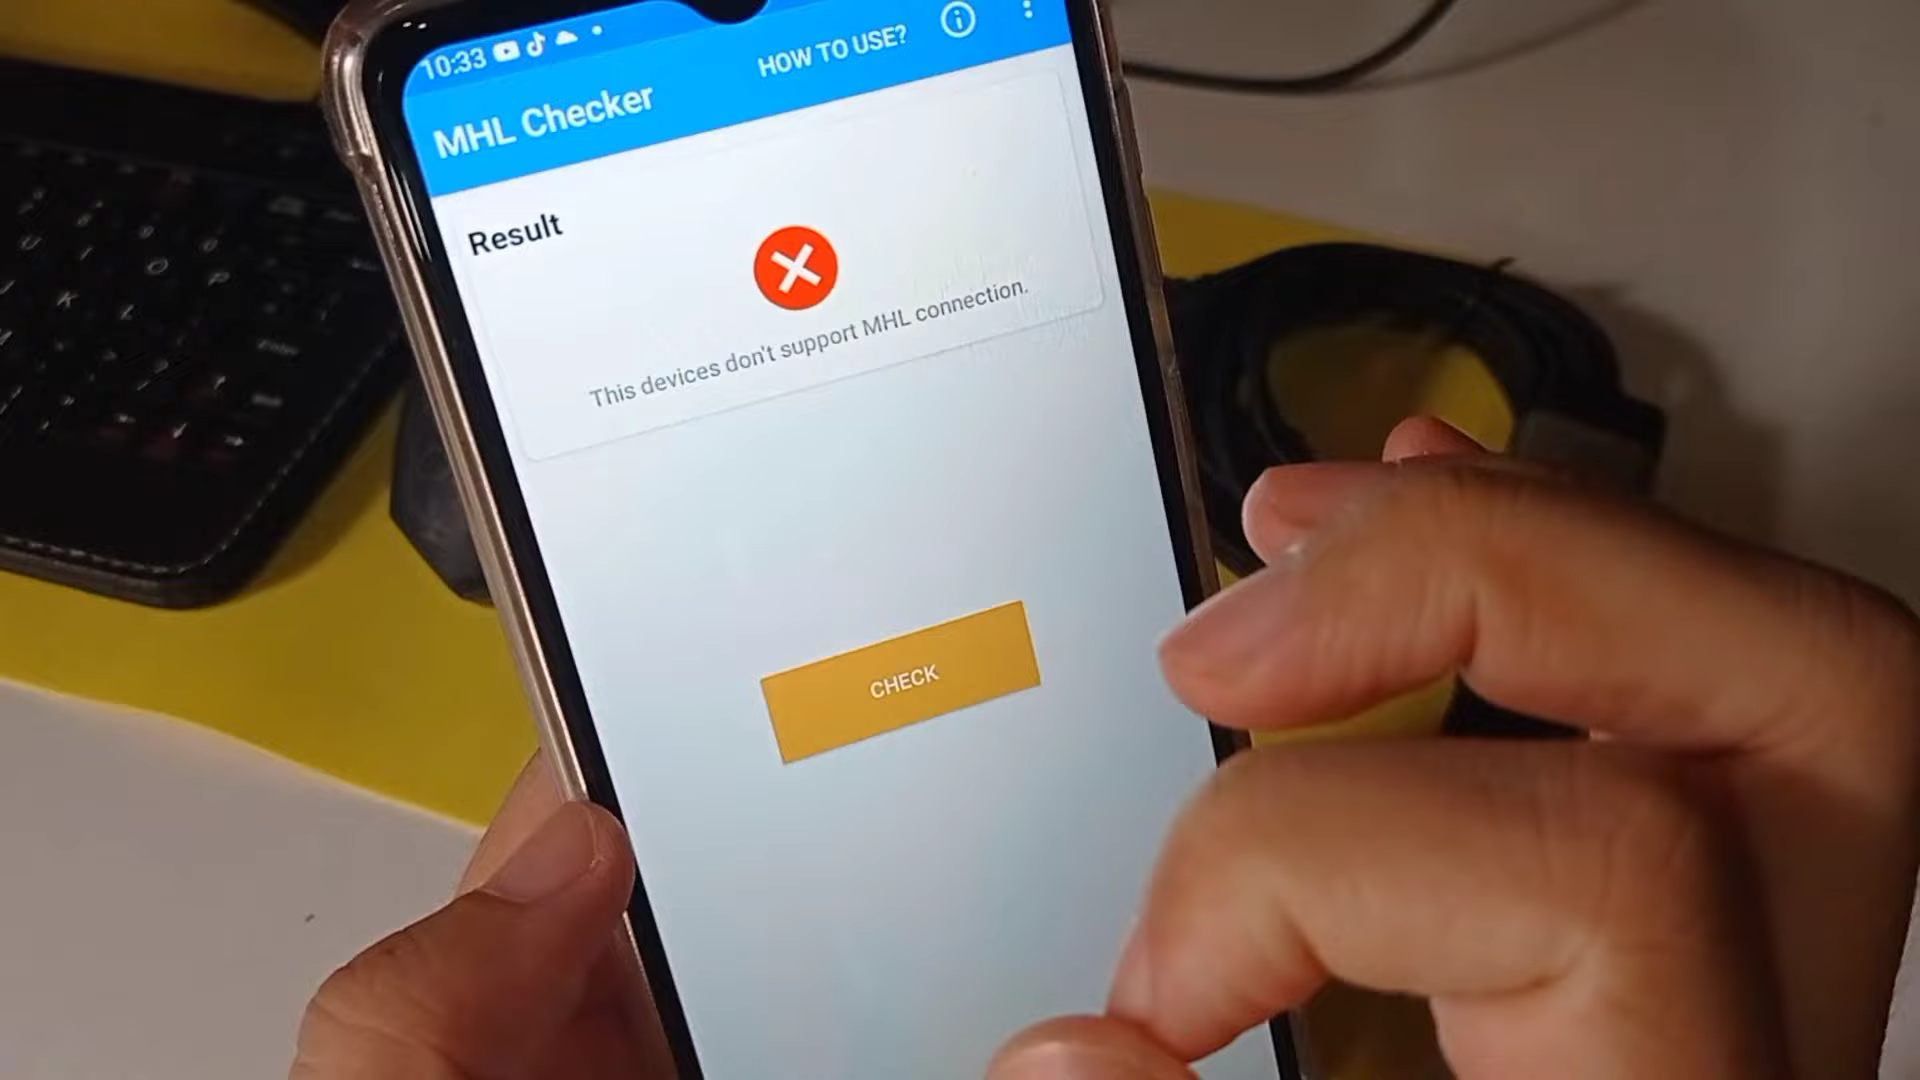 10:33
HOW TO USE?
MHL Checker
Result
This devices don't support MHL connection.
CHECK
U
O
P
K
L